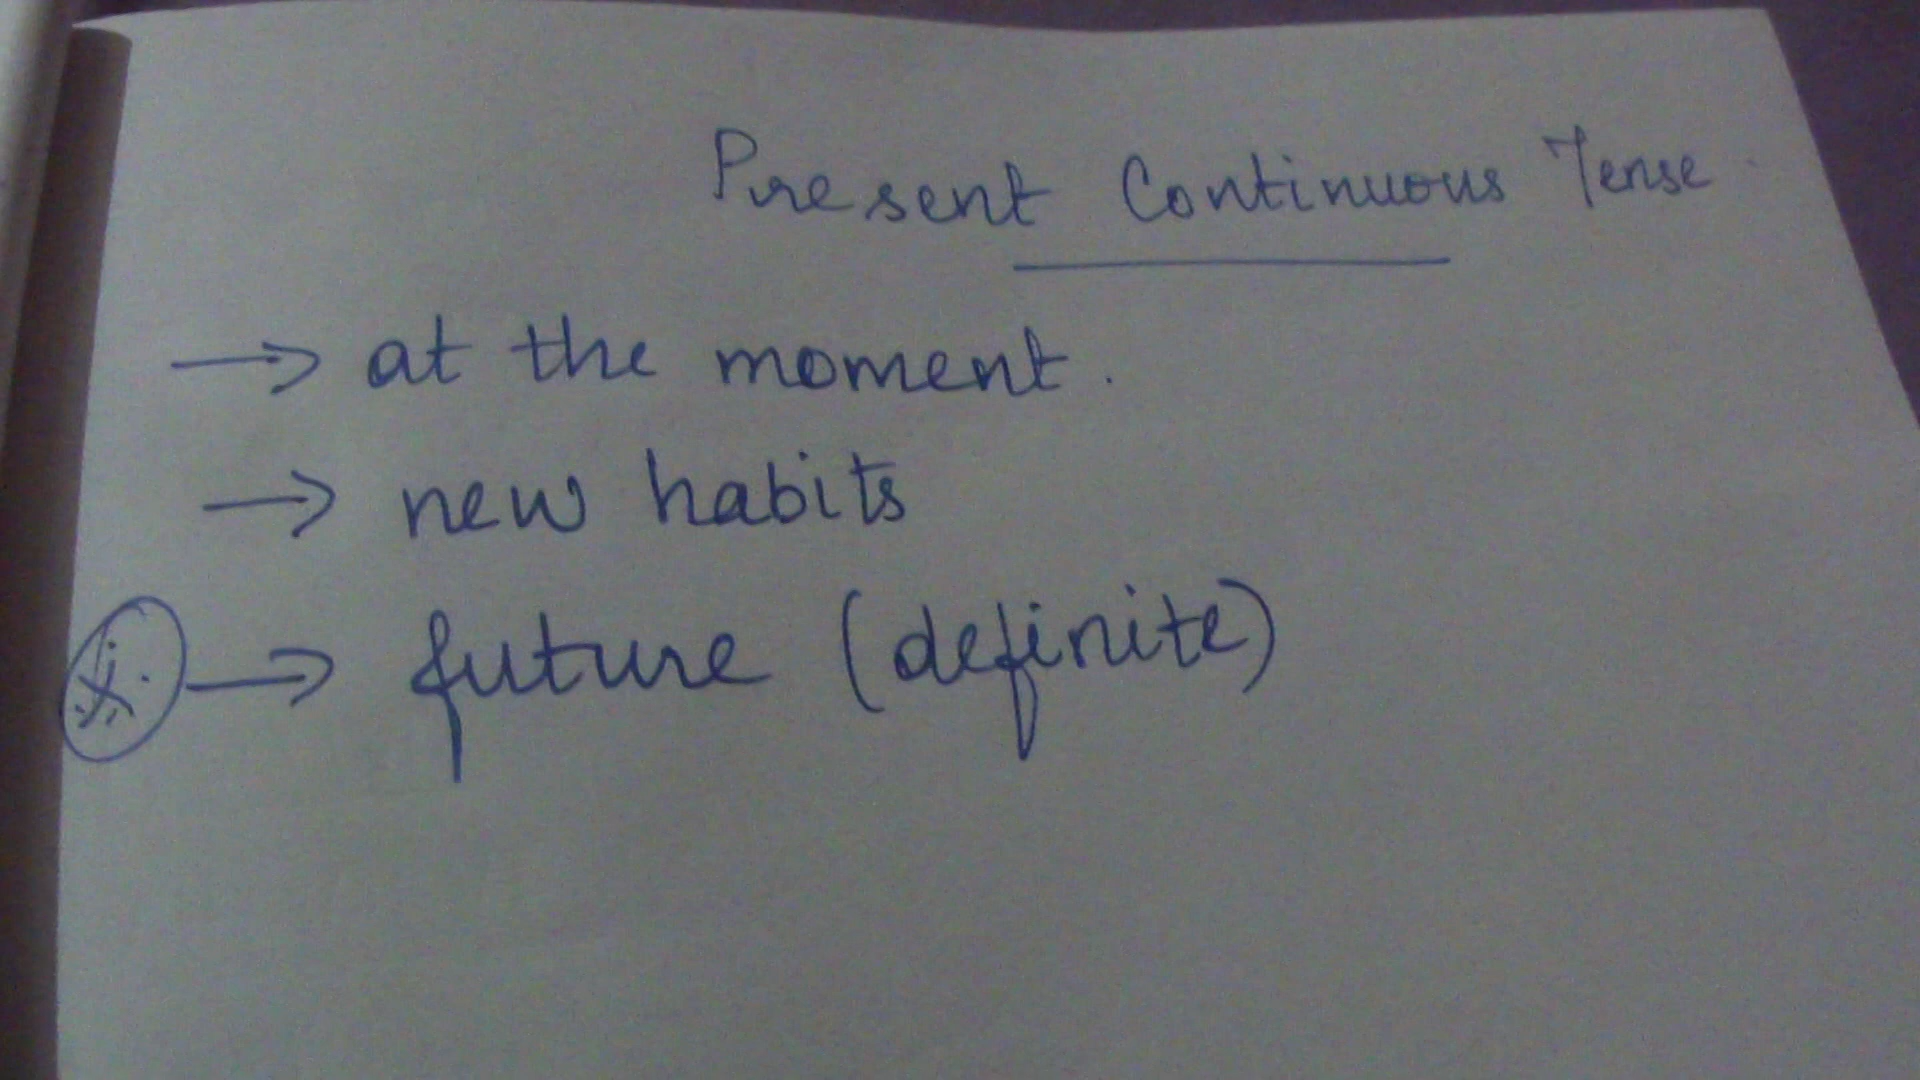 Present Continuous Tense
→ at the moment.
→ new habits
→ future (definite)